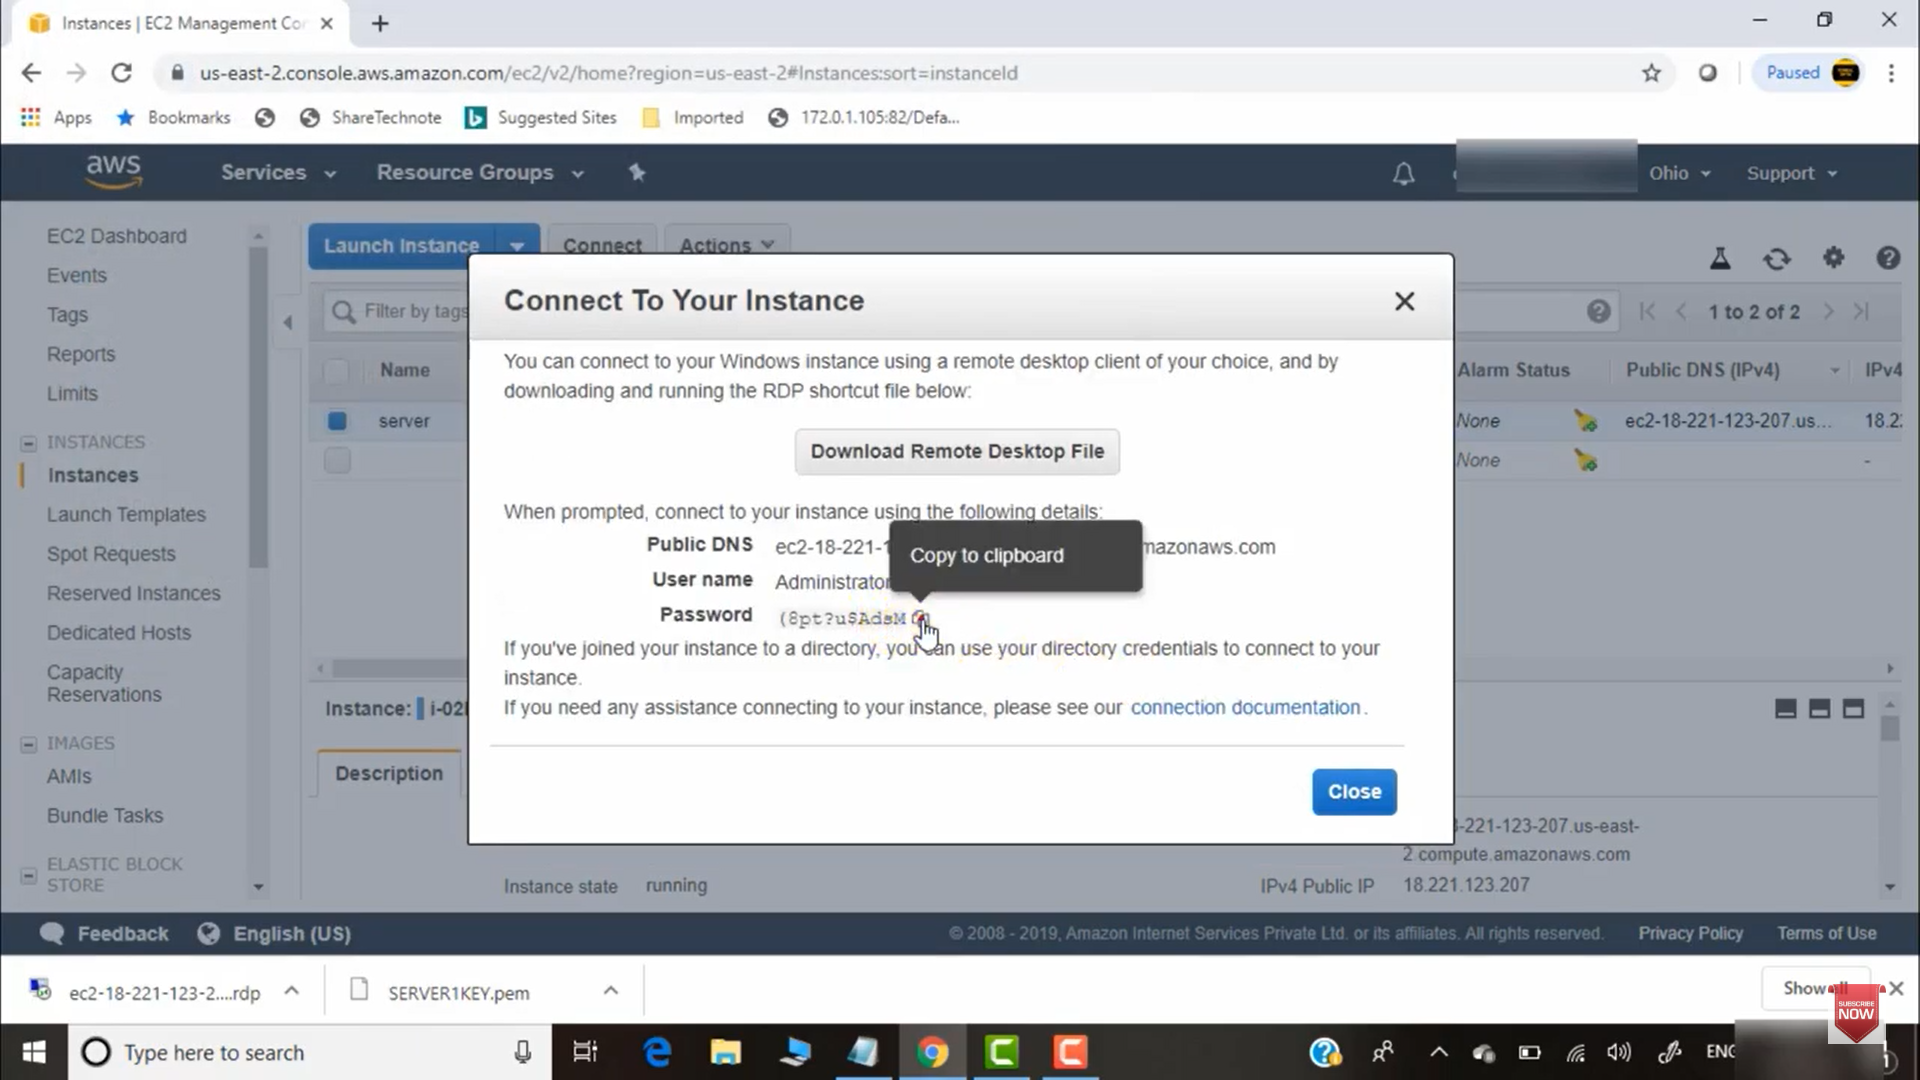 Instances | EC2 Management Co
us-east-2.console.aws.amazon.com/ec2/v2/home?region=us-east-2#Instances:sort=instanceId
Paused
Apps
Bookmarks
ShareTechnote
Suggested Sites
Imported
172.0.1.105:82/Defa...
aws
Services
Resource Groups
Ohio
Support
EC2 Dashboard
Events
Tags
Reports
Limits
INSTANCES
Instances
Launch Templates
Spot Requests
Reserved Instances
Dedicated Hosts
Capacity
Reservations
IMAGES
AMIs
Bundle Tasks
ELASTIC BLOCK
STORE
Launch Instance
Connect
Actions
Filter by tags
1 to 2 of 2
Name
Alarm Status
Public DNS (IPv4)
IPv4
server
None
ec2-18-221-123-207.us...
18.2
None
-
Connect To Your Instance
You can connect to your Windows instance using a remote desktop client of your choice, and by
downloading and running the RDP shortcut file below:
Download Remote Desktop File
When prompted, connect to your instance using the following details:
Public DNS ec2-18-221-1 mazonaws.com
Copy to clipboard
User name Administrator
Password (8pt?u$AdsM
If you've joined your instance to a directory, you can use your directory credentials to connect to your
instance.
If you need any assistance connecting to your instance, please see our connection documentation.
Close
Instance: i-02
Description
-221-123-207.us-east-
2.compute.amazonaws.com
Instance state running
IPv4 Public IP 18.221.123.207
Feedback
English (US)
© 2008 - 2019, Amazon Internet Services Private Ltd. or its affiliates. All rights reserved.
Privacy Policy
Terms of Use
ec2-18-221-123-2....rdp
SERVER1KEY.pem
Show all
SUBSCRIBE
NOW
Type here to search
ENG